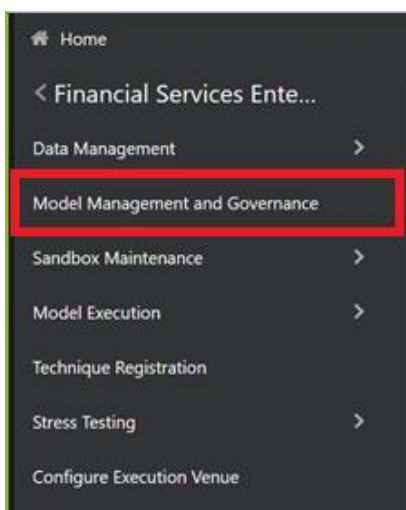 Home
Financial Services Ente...
Data Management
Model Management and Governance
Sandbox Maintenance
Model Execution
Technique Registration
Stress Testing
Configure Execution Venue